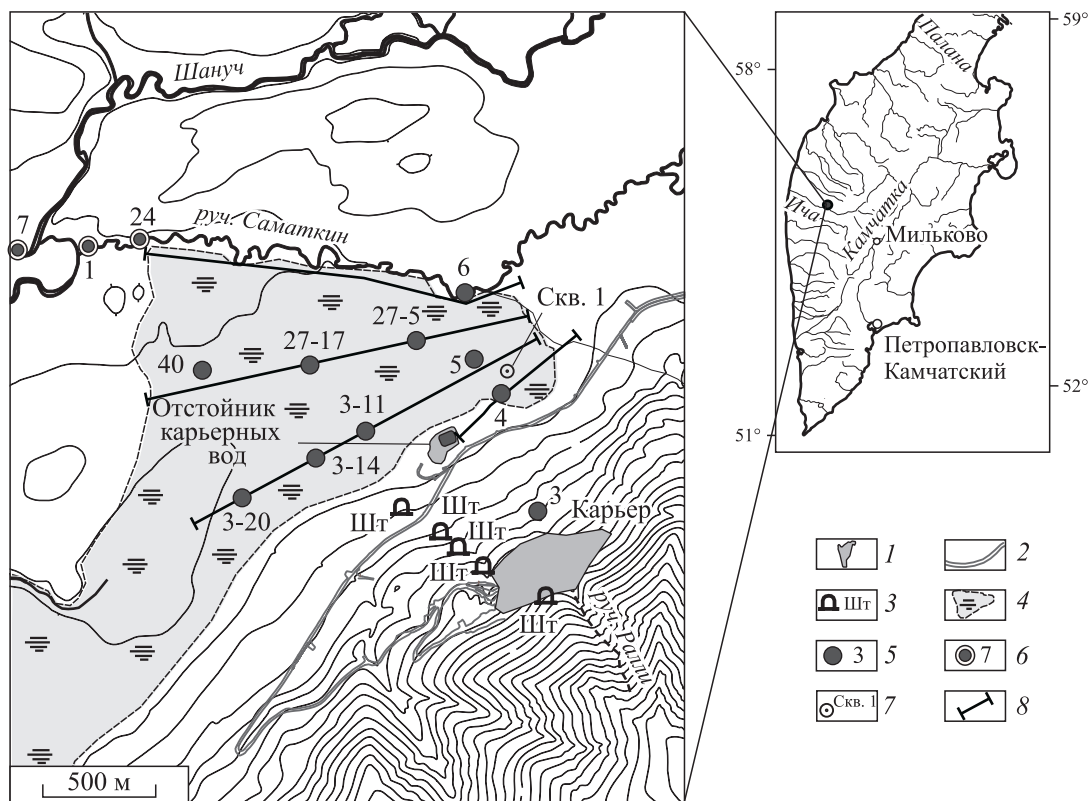 Шануч
руч. Саматкин
7
1
24
6
Скв. 1
27-5
27-17
40
5
4
Отстойник
карьерных
вод
3-11
3-14
3-20
3
Карьер
Шт
Шт
Шт
Шт
Шт
руч. Ралли
500 м
59°
58°
Палана
Ича
Камчатка
Мильково
Петропавловск-
Камчатский
52°
51°
1
2
Шт 3
4
3 5
7 6
Скв. 1 7
8